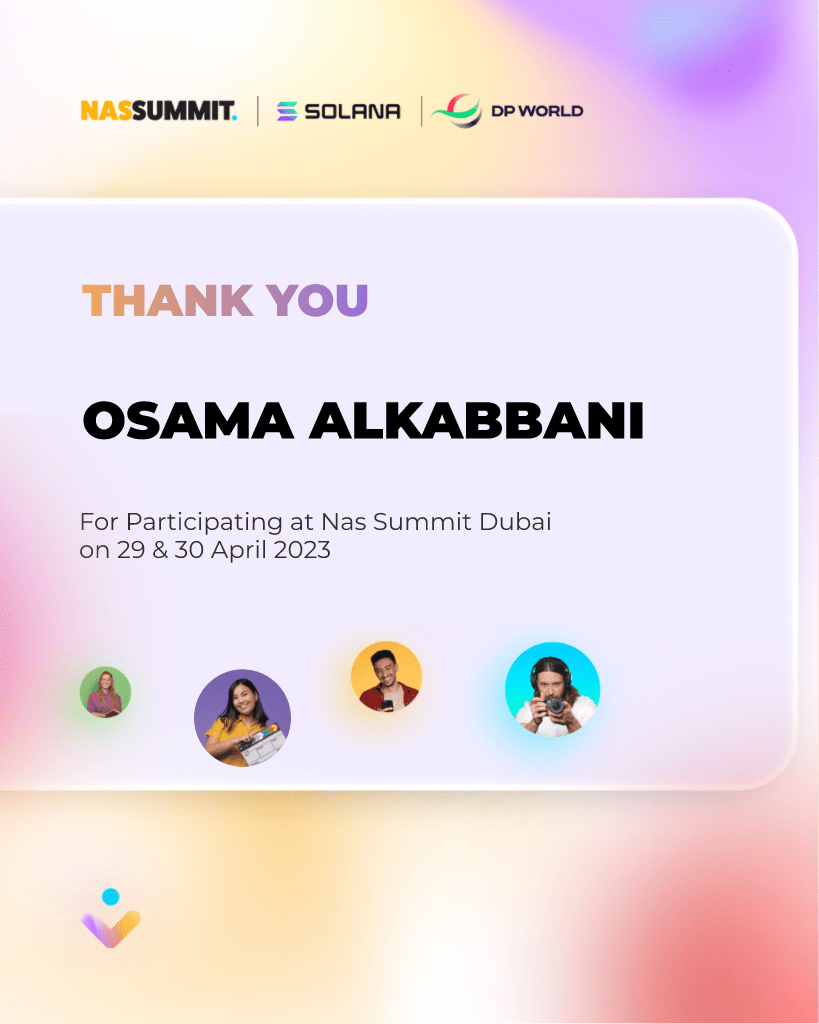 NASSUMMIT. | SOLANA | DP WORLD
THANK YOU
OSAMA ALKABBANI
For Participating at Nas Summit Dubai
on 29 & 30 April 2023